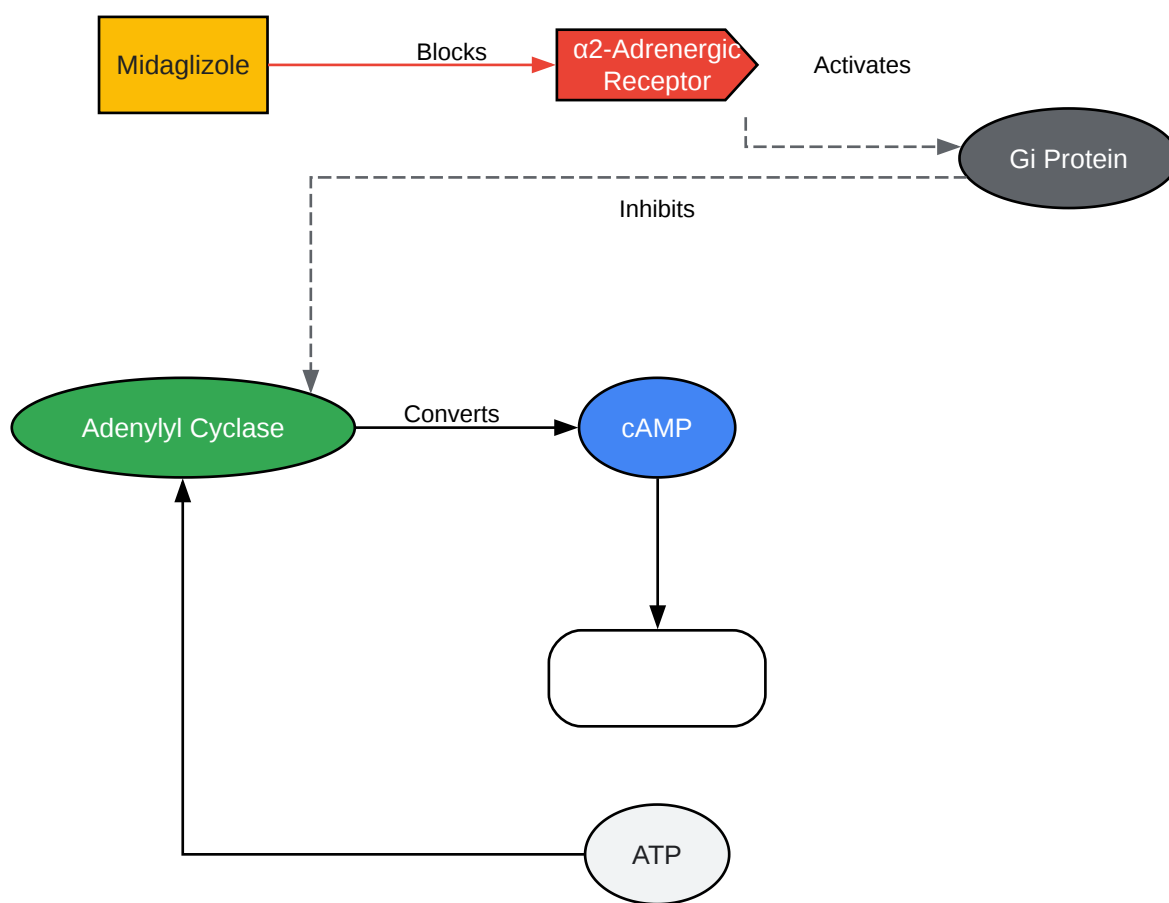 Midaglizole
Blocks
α2-Adrenergic
Receptor
Activates
Gi Protein
Inhibits
Adenylyl Cyclase
Converts
cAMP
ATP